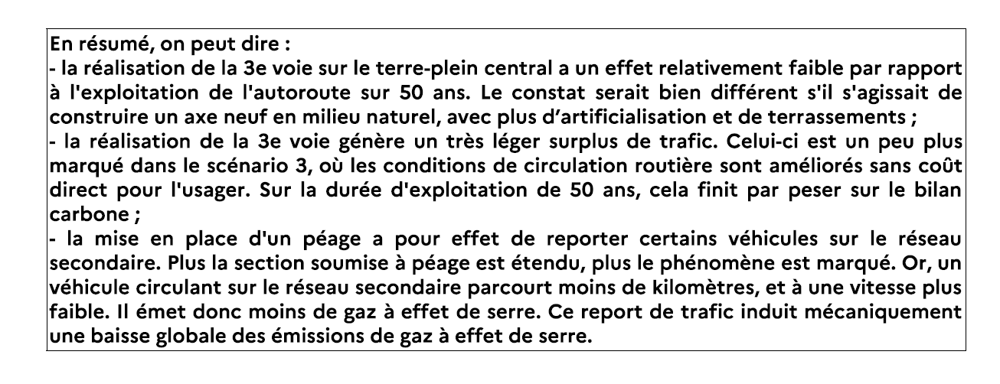 En résumé, on peut dire :
- la réalisation de la 3e voie sur le terre-plein central a un effet relativement faible par rapport
à l'exploitation de l'autoroute sur 50 ans. Le constat serait bien différent s'il s'agissait de
construire un axe neuf en milieu naturel, avec plus d’artificialisation et de terrassements ;
- la réalisation de la 3e voie génère un très léger surplus de trafic. Celui-ci est un peu plus
marqué dans le scénario 3, où les conditions de circulation routière sont améliorés sans coût
direct pour l'usager. Sur la durée d'exploitation de 50 ans, cela finit par peser sur le bilan
carbone ;
- la mise en place d'un péage a pour effet de reporter certains véhicules sur le réseau
secondaire. Plus la section soumise à péage est étendu, plus le phénomène est marqué. Or, un
véhicule circulant sur le réseau secondaire parcourt moins de kilomètres, et à une vitesse plus
faible. Il émet donc moins de gaz à effet de serre. Ce report de trafic induit mécaniquement
une baisse globale des émissions de gaz à effet de serre.